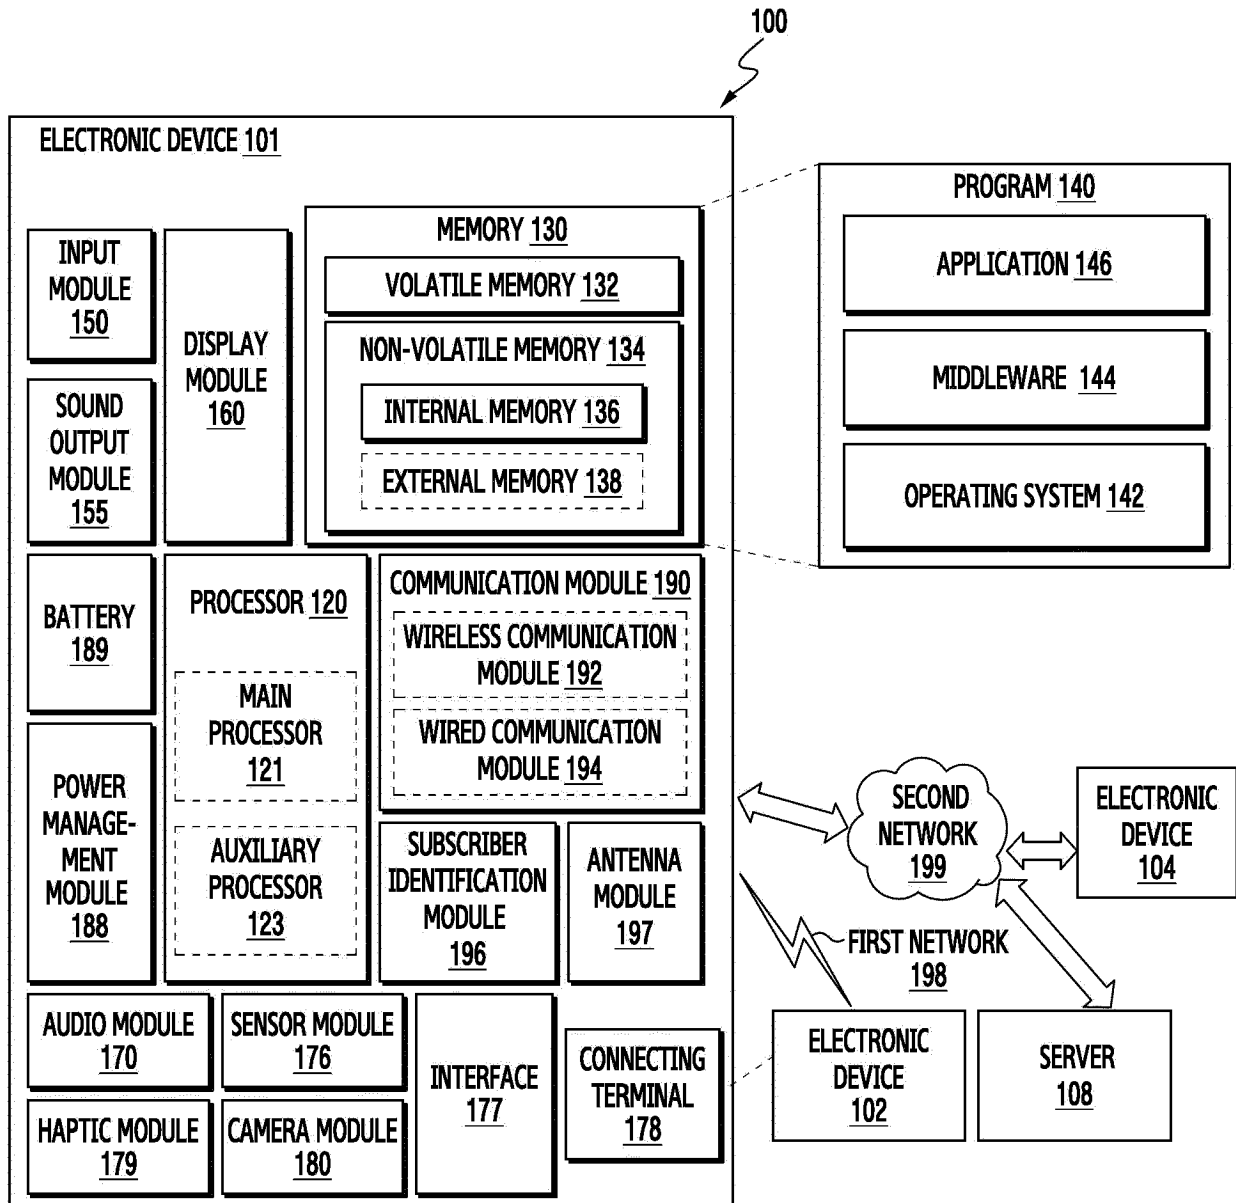 100
ELECTRONIC DEVICE 101
INPUT
MODULE
150
SOUND
OUTPUT
MODULE
155
DISPLAY
MODULE
160
MEMORY 130
VOLATILE MEMORY 132
NON-VOLATILE MEMORY 134
INTERNAL MEMORY 136
EXTERNAL MEMORY 138
PROGRAM 140
APPLICATION 146
MIDDLEWARE 144
OPERATING SYSTEM 142
BATTERY
189
POWER
MANAGE-
MENT
MODULE
188
PROCESSOR 120
MAIN
PROCESSOR
121
AUXILIARY
PROCESSOR
123
COMMUNICATION MODULE 190
WIRELESS COMMUNICATION
MODULE 192
WIRED COMMUNICATION
MODULE 194
SUBSCRIBER
IDENTIFICATION
MODULE
196
ANTENNA
MODULE
197
SECOND
NETWORK
199
ELECTRONIC
DEVICE
104
FIRST NETWORK
198
AUDIO MODULE
170
SENSOR MODULE
176
HAPTIC MODULE
179
CAMERA MODULE
180
INTERFACE
177
CONNECTING
TERMINAL
178
ELECTRONIC
DEVICE
102
SERVER
108